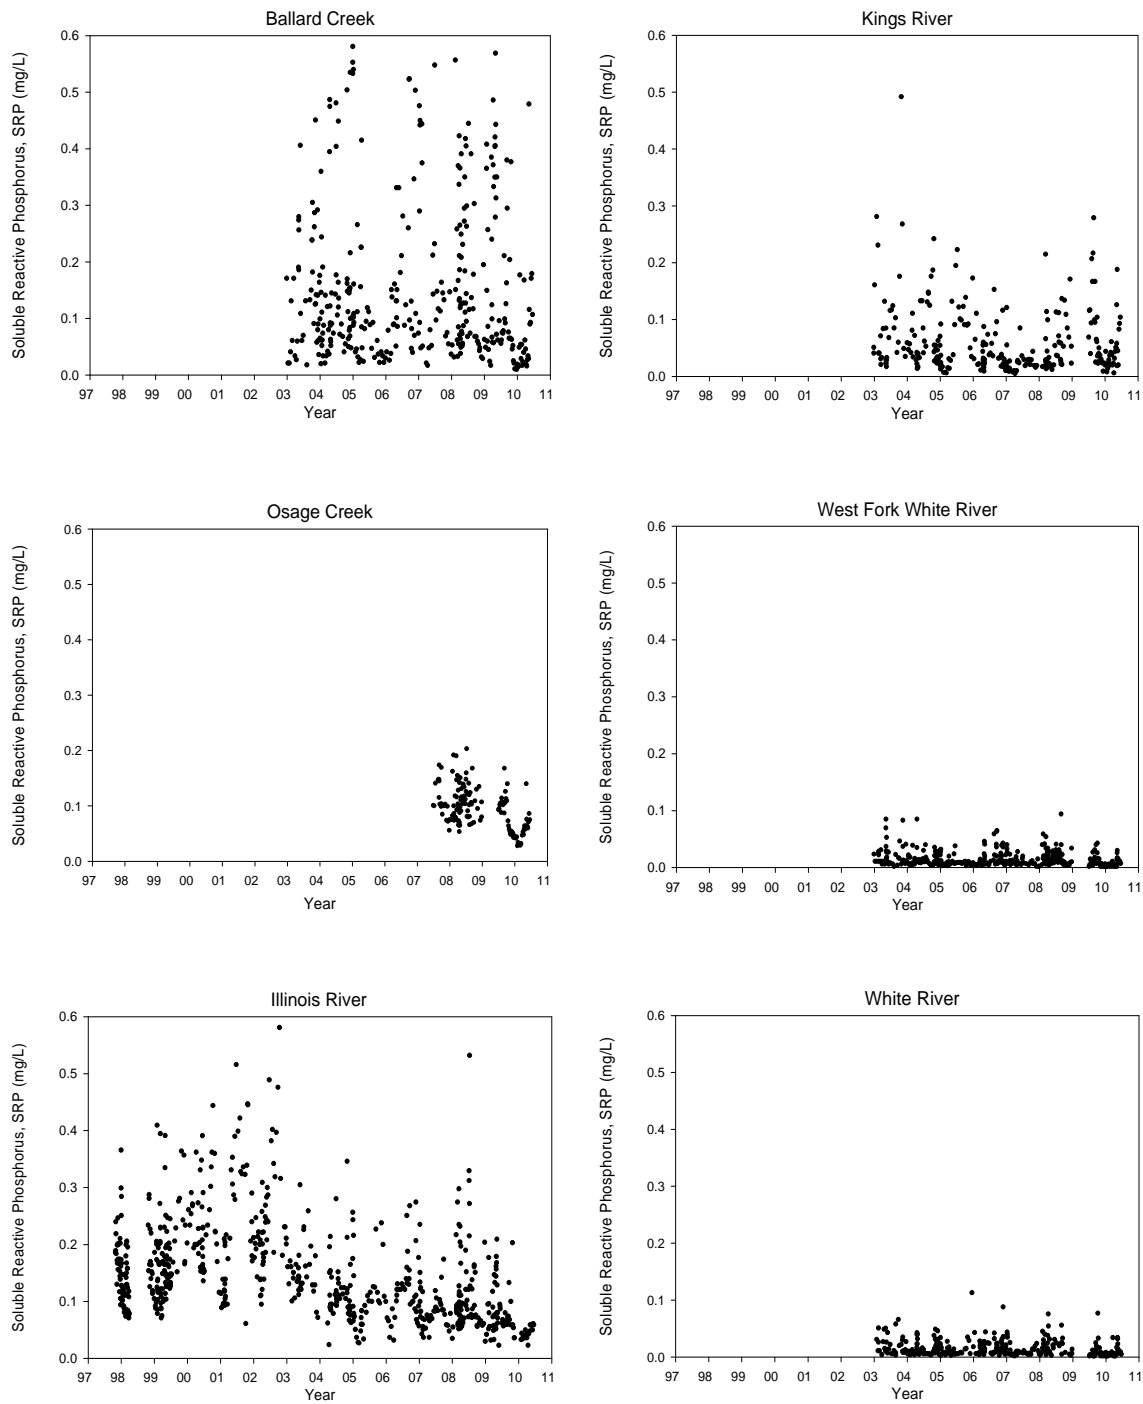 Ballard Creek
Soluble Reactive Phosphorus, SRP (mg/L)
0.6
0.5
0.4
0.3
0.2
0.1
0.0
97 98 99 00 01 02 03 04 05 06 07 08 09 10 11
Year
Kings River
Soluble Reactive Phosphorus, SRP (mg/L)
0.6
0.5
0.4
0.3
0.2
0.1
0.0
97 98 99 00 01 02 03 04 05 06 07 08 09 10 11
Year
Osage Creek
Soluble Reactive Phosphorus, SRP (mg/L)
0.6
0.5
0.4
0.3
0.2
0.1
0.0
97 98 99 00 01 02 03 04 05 06 07 08 09 10 11
Year
West Fork White River
Soluble Reactive Phosphorus, SRP (mg/L)
0.6
0.5
0.4
0.3
0.2
0.1
0.0
97 98 99 00 01 02 03 04 05 06 07 08 09 10 11
Year
Illinois River
Soluble Reactive Phosphorus, SRP (mg/L)
0.6
0.5
0.4
0.3
0.2
0.1
0.0
97 98 99 00 01 02 03 04 05 06 07 08 09 10 11
Year
White River
Soluble Reactive Phosphorus, SRP (mg/L)
0.6
0.5
0.4
0.3
0.2
0.1
0.0
97 98 99 00 01 02 03 04 05 06 07 08 09 10 11
Year